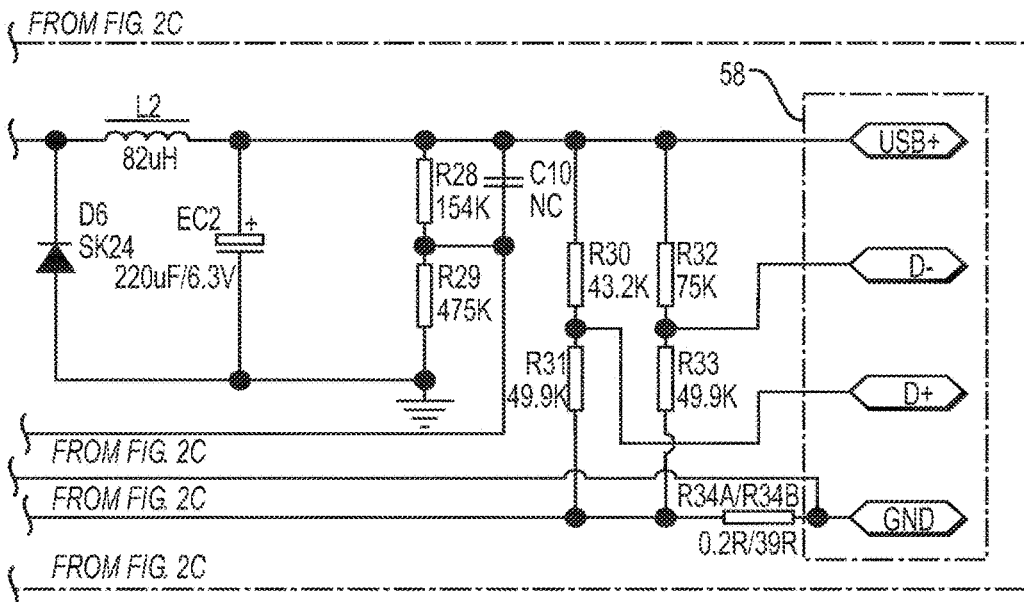 FROM FIG. 2C
58
L2
82uH
USB+
R28
154K
C10
NC
D6
SK24
EC2
+
220uF/6.3V
R29
475K
R30
43.2K
R32
75K
D-
R31
49.9K
R33
49.9K
D+
FROM FIG. 2C
FROM FIG. 2C
R34A/R34B
0.2R/39R
GND
FROM FIG. 2C